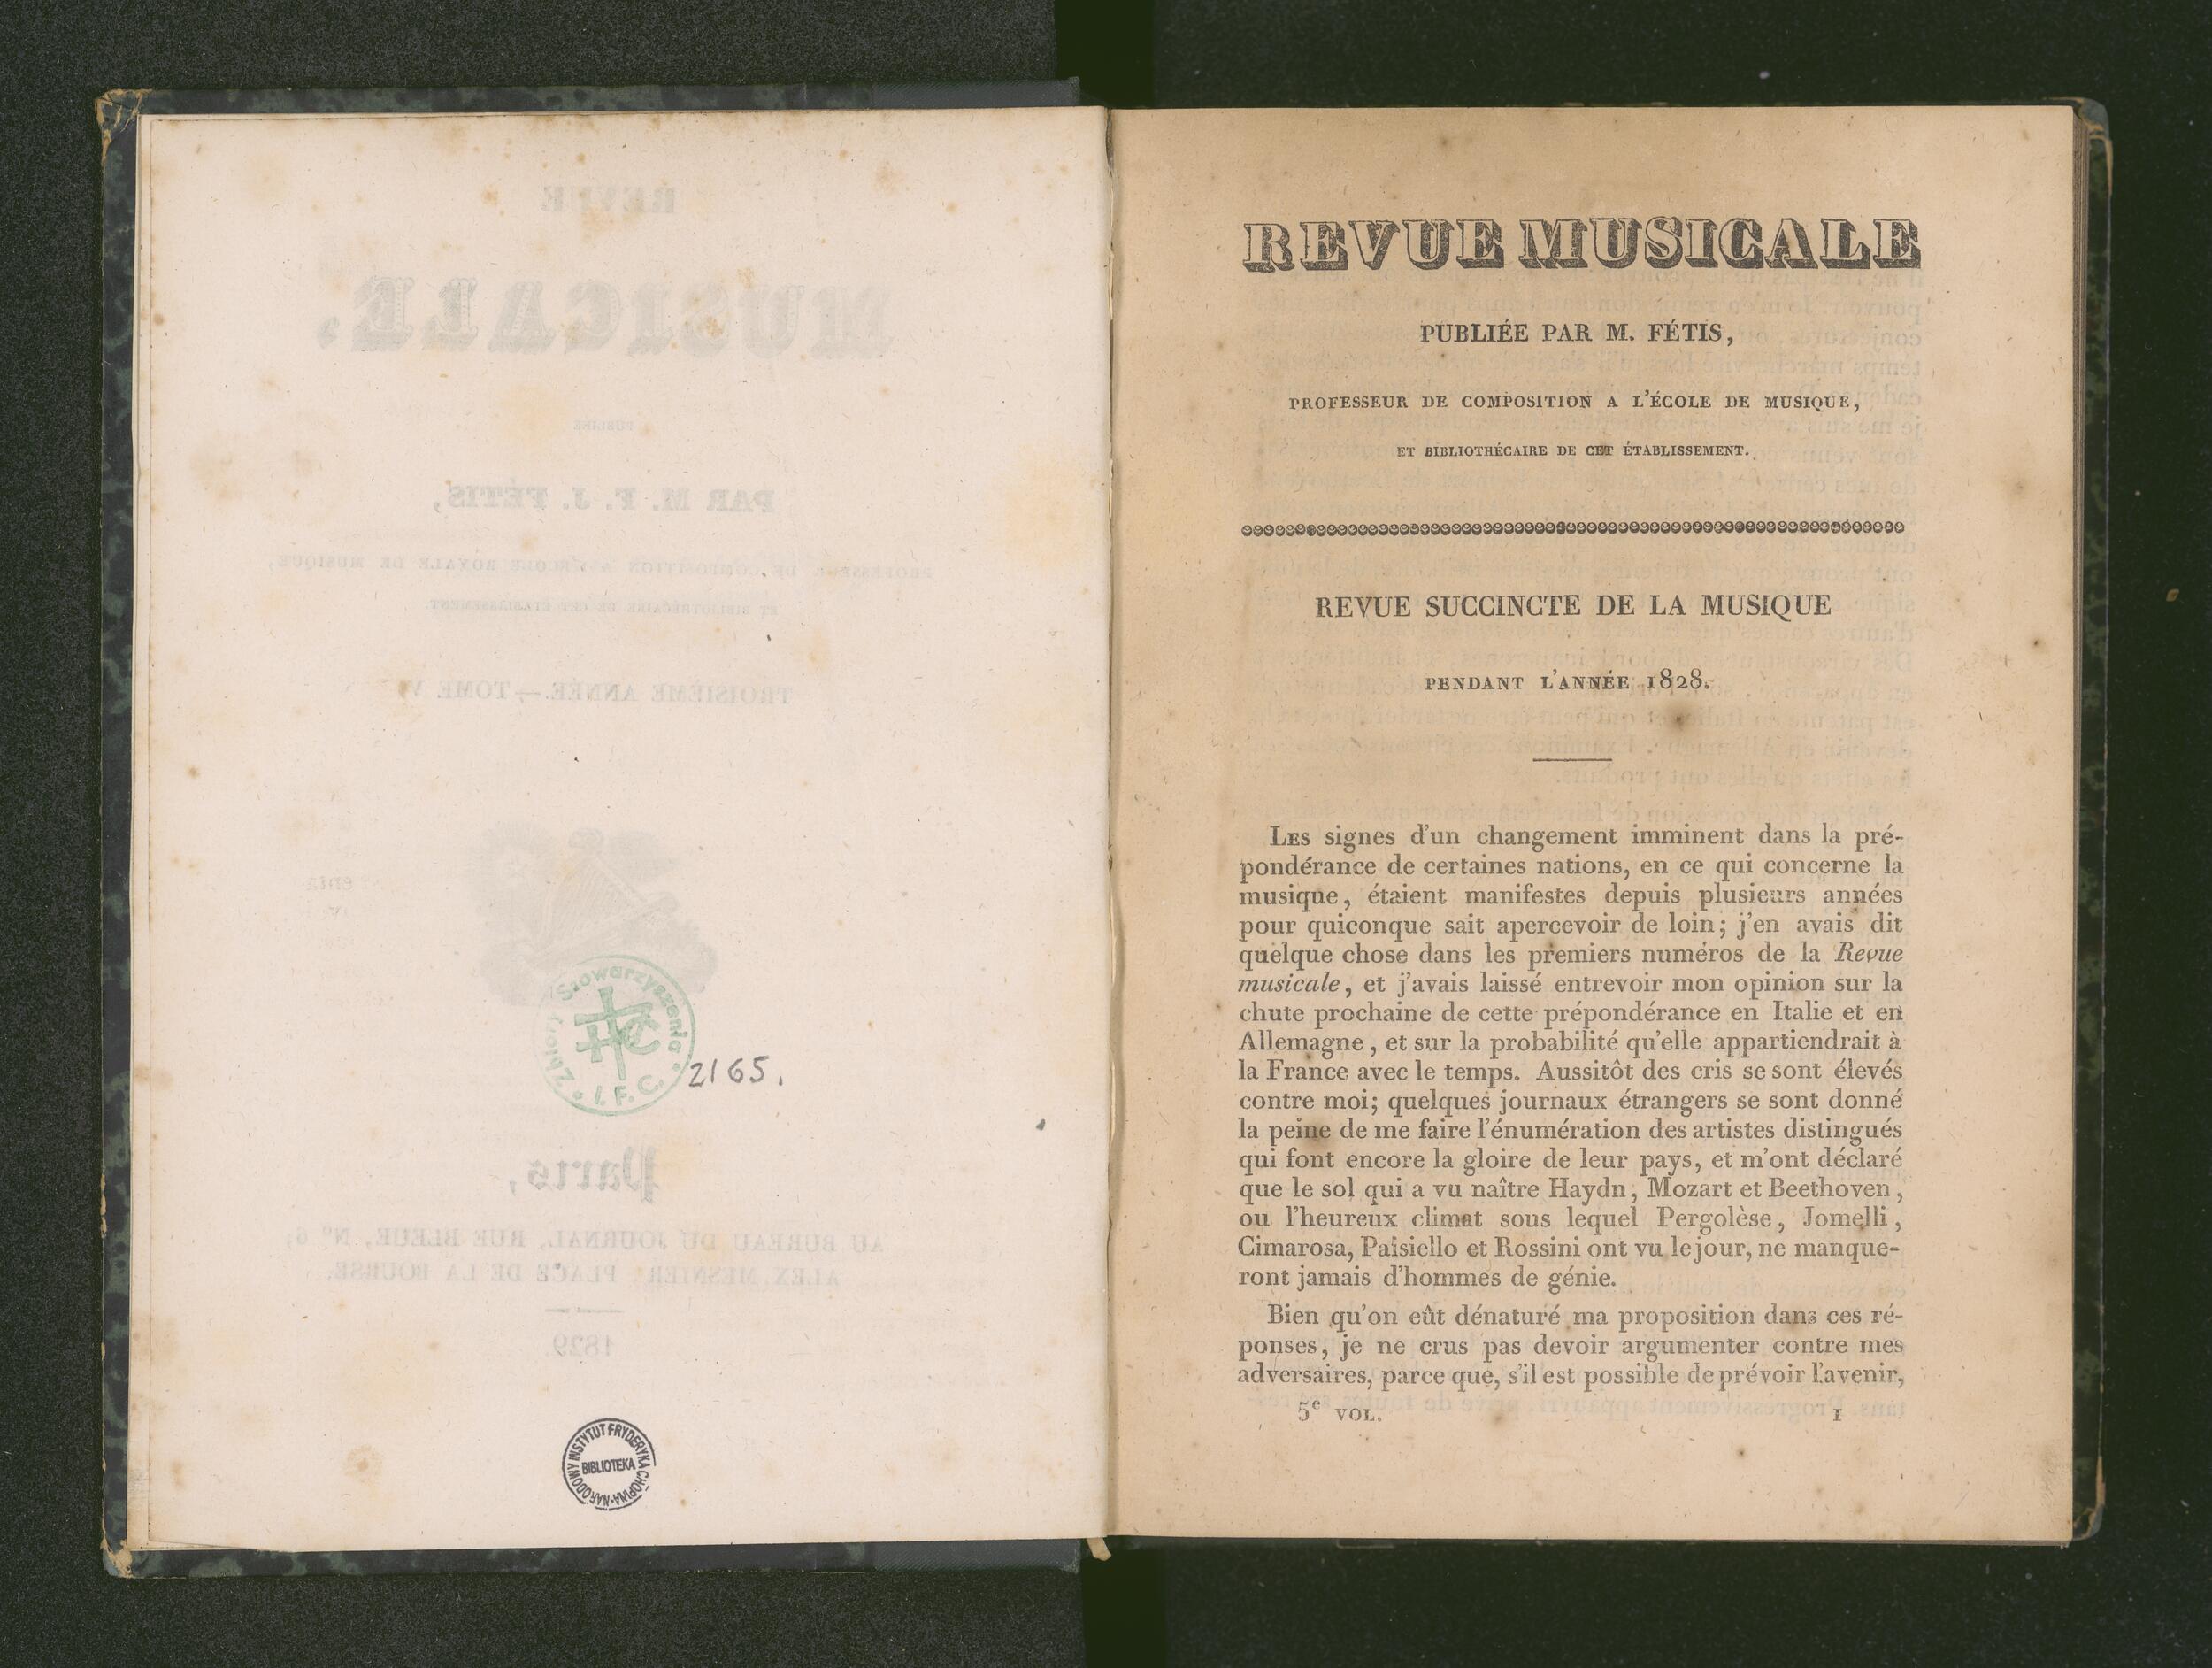 Zbiory Stowarzyszenia
I. F. C.
2165.
NARODOWY INSTYTUT FRYDERYKA CHOPINA
BIBLIOTEKA
REVUE MUSICALE
PUBLIÉE PAR M. FÉTIS,
PROFESSEUR DE COMPOSITION A L'ÉCOLE DE MUSIQUE,
ET BIBLIOTHÉCAIRE DE CET ÉTABLISSEMENT.
REVUE SUCCINCTE DE LA MUSIQUE
PENDANT L'ANNÉE 1828.
LES signes d'un changement imminent dans la pré-
pondérance de certaines nations, en ce qui concerne la
musique, étaient manifestes depuis plusieurs années
pour quiconque sait apercevoir de loin; j'en avais dit
quelque chose dans les premiers numéros de la Revue
musicale, et j'avais laissé entrevoir mon opinion sur la
chute prochaine de cette prépondérance en Italie et en
Allemagne, et sur la probabilité qu'elle appartiendrait à
la France avec le temps. Aussitôt des cris se sont élevés
contre moi; quelques journaux étrangers se sont donné
la peine de me faire l'énumération des artistes distingués
qui font encore la gloire de leur pays, et m'ont déclaré
que le sol qui a vu naître Haydn, Mozart et Beethoven,
ou l'heureux climat sous lequel Pergolèse, Jomelli,
Cimarosa, Paisiello et Rossini ont vu le jour, ne manque-
ront jamais d'hommes de génie.
Bien qu'on eût dénaturé ma proposition dans ces ré-
ponses, je ne crus pas devoir argumenter contre mes
adversaires, parce que, s'il est possible de prévoir l'avenir,
5e VOL. 1